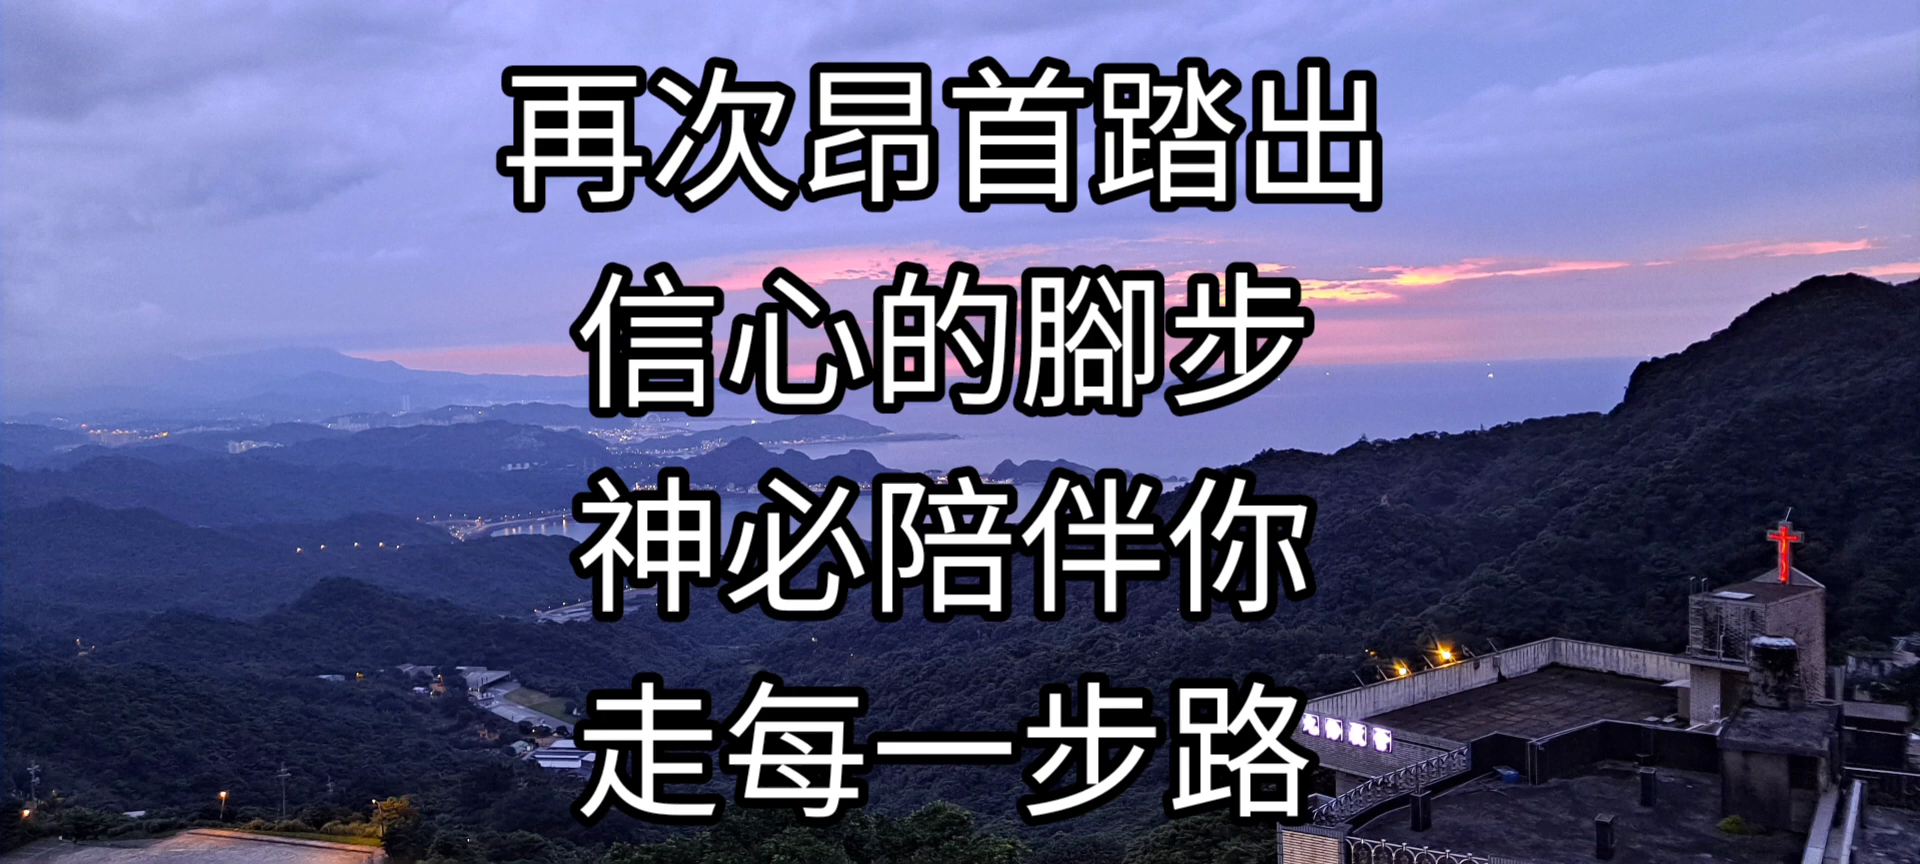 再次昂首踏出
信心的腳步
神必陪伴你
走每一步路